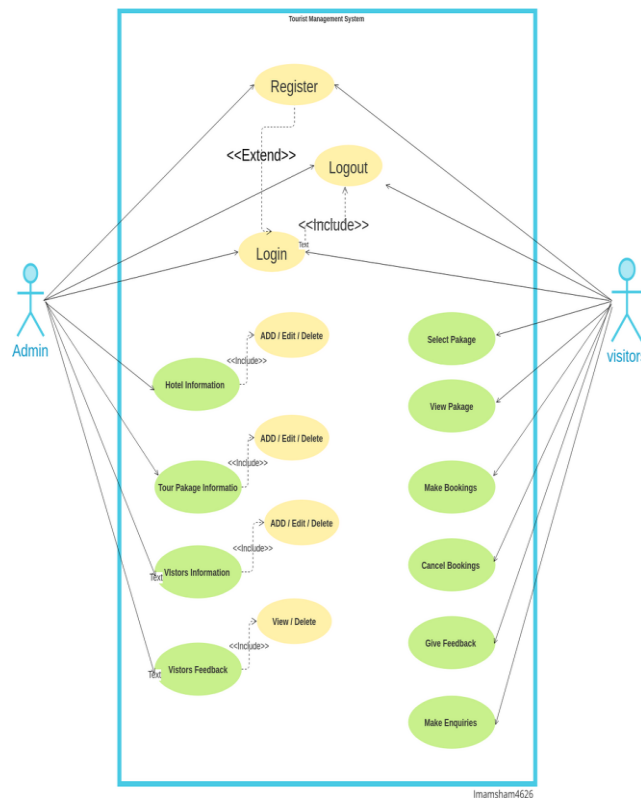 Tourist Management System
Register
<<Extend>>
Logout
<<Include>>
Text
Login
Admin
visitors
ADD / Edit / Delete
<<Include>>
Hotel Information
Select Pakage
View Pakage
ADD / Edit / Delete
<<Include>>
Tour Pakage Informatio
Make Bookings
ADD / Edit / Delete
<<Include>>
Text
VIstors Information
Cancel Bookings
View / Delete
<<Include>>
Text
Vistors Feedback
Give Feedback
Make Enquiries
Imamsham4626